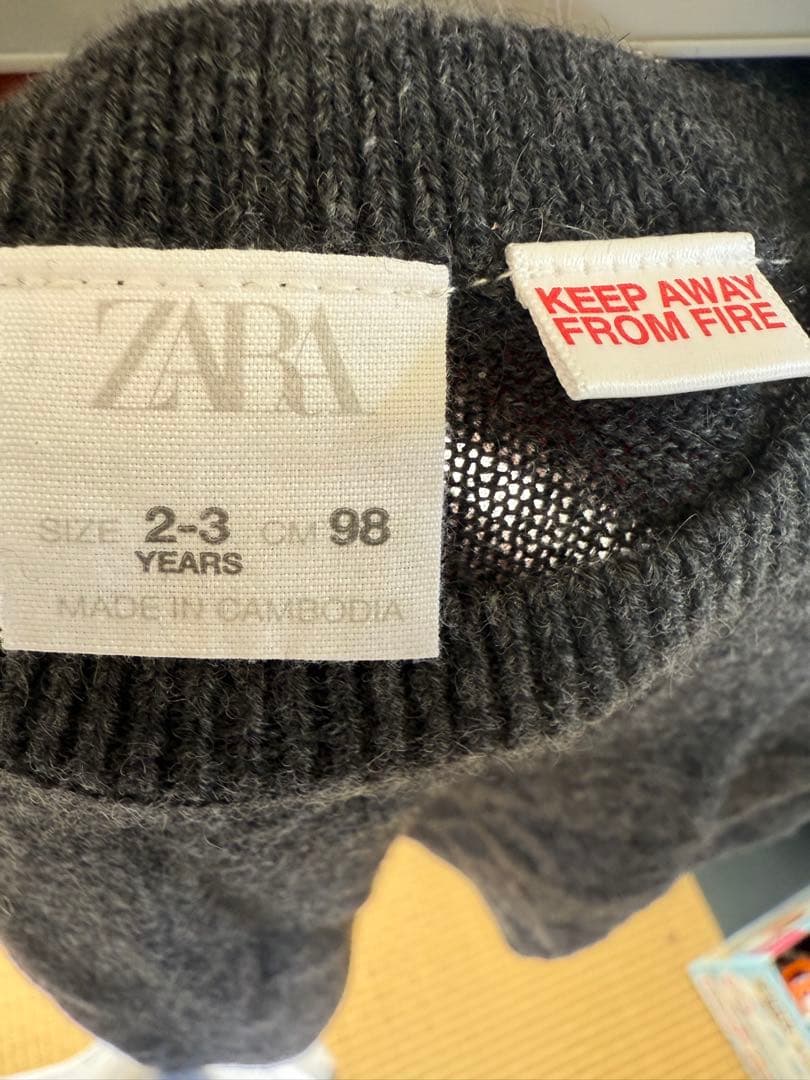 ZARA
SIZE 2-3 CM 98
YEARS
MADE IN CAMBODIA
KEEP AWAY
FROM FIRE